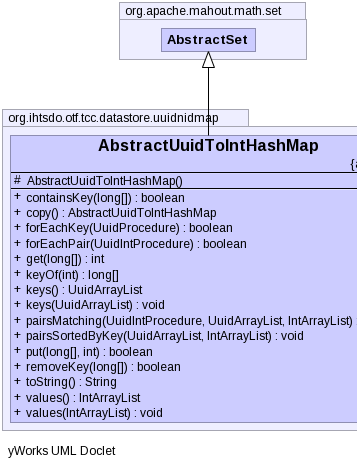 org.apache.mahout.math.set
AbstractSet
org.ihtsdo.otf.tcc.datastore.uuidnidmap
AbstractUuidToIntHashMap
{a
# AbstractUuidToIntHashMap()
+ containsKey(long[]) : boolean
+ copy() : AbstractUuidToIntHashMap
+ forEachKey(UuidProcedure) : boolean
+ forEachPair(UuidIntProcedure) : boolean
+ get(long[]) : int
+ keyOf(int) : long[]
+ keys() : UuidArrayList
+ keys(UuidArrayList) : void
+ pairsMatching(UuidIntProcedure, UuidArrayList, IntArrayList)
+ pairsSortedByKey(UuidArrayList, IntArrayList) : void
+ put(long[], int) : boolean
+ removeKey(long[]) : boolean
+ toString() : String
+ values() : IntArrayList
+ values(IntArrayList) : void
yWorks UML Doclet